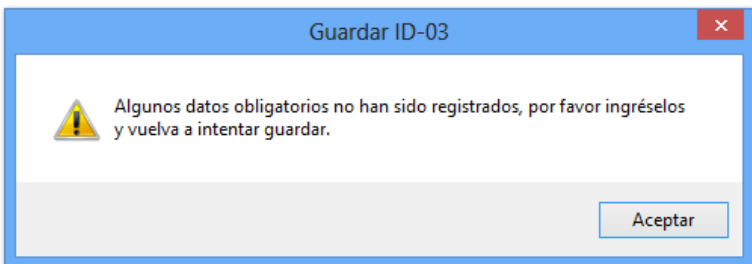 Guardar ID-03
Algunos datos obligatorios no han sido registrados, por favor ingréselos
y vuelva a intentar guardar.
Aceptar